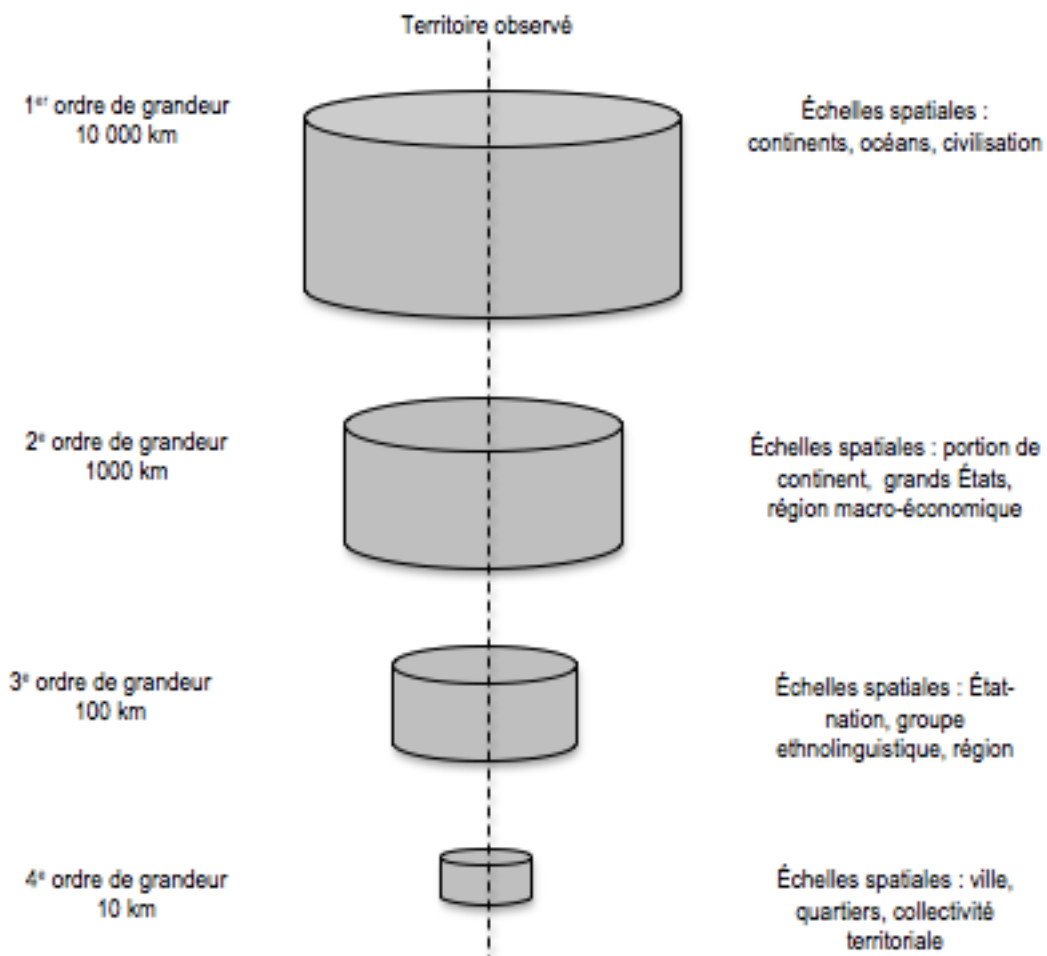 Territoire observé
1er ordre de grandeur
10 000 km
Échelles spatiales :
continents, océans, civilisation
2e ordre de grandeur
1000 km
Échelles spatiales : portion de
continent, grands États,
région macro-économique
3e ordre de grandeur
100 km
Échelles spatiales : État-
nation, groupe
ethnolinguistique, région
4e ordre de grandeur
10 km
Échelles spatiales : ville,
quartiers, collectivité
territoriale